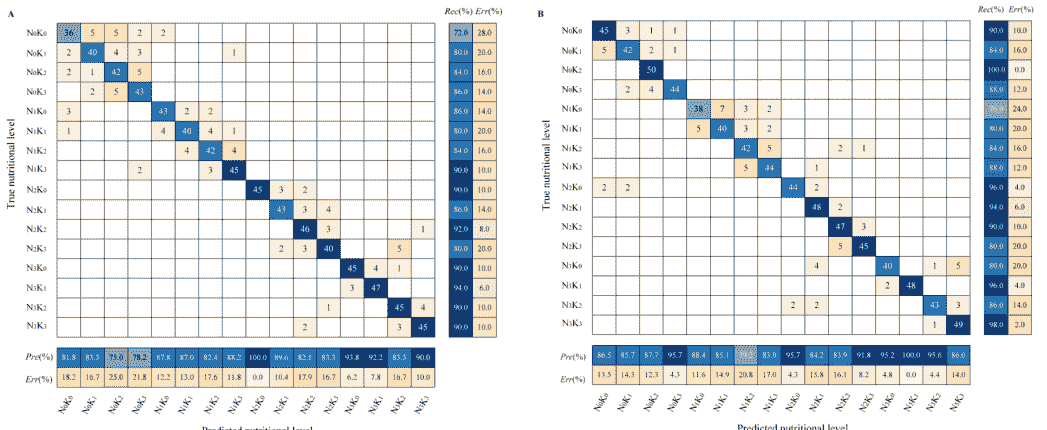 A
Rec(%) Err(%)
N0K0 36 5 5 2 2 72.0 28.0
N0K1 2 40 4 3 1 80.0 20.0
N0K2 2 1 42 5 84.0 16.0
N0K3 2 5 43 86.0 14.0
N1K0 3 43 2 2 86.0 14.0
N1K1 1 4 40 4 1 80.0 20.0
N1K2 4 42 4 84.0 16.0
N1K3 2 3 45 90.0 10.0
N2K0 45 3 2 90.0 10.0
N2K1 43 3 4 86.0 14.0
N2K2 46 3 1 92.0 8.0
N2K3 2 3 40 5 80.0 20.0
N3K0 45 4 1 90.0 10.0
N3K1 3 47 94.0 6.0
N3K2 1 45 4 90.0 10.0
N3K3 2 3 45 90.0 10.0
True nutritional level
Pre(%) 81.8 83.3 75.0 78.2 87.8 87.0 82.4 88.2 100.0 89.6 82.1 83.3 93.8 92.2 83.3 90.0
Err(%) 18.2 16.7 25.0 21.8 12.2 13.0 17.6 11.8 0.0 10.4 17.9 16.7 6.2 7.8 16.7 10.0
N0K0 N0K1 N0K2 N0K3 N1K0 N1K1 N1K2 N1K3 N2K0 N2K1 N2K2 N2K3 N3K0 N3K1 N3K2 N3K3
Predicted nutritional level
B
Rec(%) Err(%)
N0K0 45 3 1 1 90.0 10.0
N0K1 5 42 2 1 84.0 16.0
N0K2 50 100.0 0.0
N0K3 2 4 44 88.0 12.0
N1K0 38 7 3 2 24.0
N1K1 5 40 3 2 80.0 20.0
N1K2 42 5 2 1 84.0 16.0
N1K3 5 44 1 88.0 12.0
N2K0 2 2 44 2 96.0 4.0
N2K1 48 2 94.0 6.0
N2K2 47 3 90.0 10.0
N2K3 5 45 80.0 20.0
N3K0 4 40 1 5 80.0 20.0
N3K1 2 48 96.0 4.0
N3K2 2 2 43 3 86.0 14.0
N3K3 1 49 98.0 2.0
True nutritional level
Pre(%) 86.5 85.7 87.7 95.7 88.4 85.1 83.0 95.7 84.2 83.9 91.8 95.2 100.0 95.6 86.0
Err(%) 13.5 14.3 12.3 4.3 11.6 14.9 20.8 17.0 4.3 15.8 16.1 8.2 4.8 0.0 4.4 14.0
N0K0 N0K1 N0K2 N0K3 N1K0 N1K1 N1K2 N1K3 N2K0 N2K1 N2K2 N2K3 N3K0 N3K1 N3K2 N3K3
Predicted nutritional level